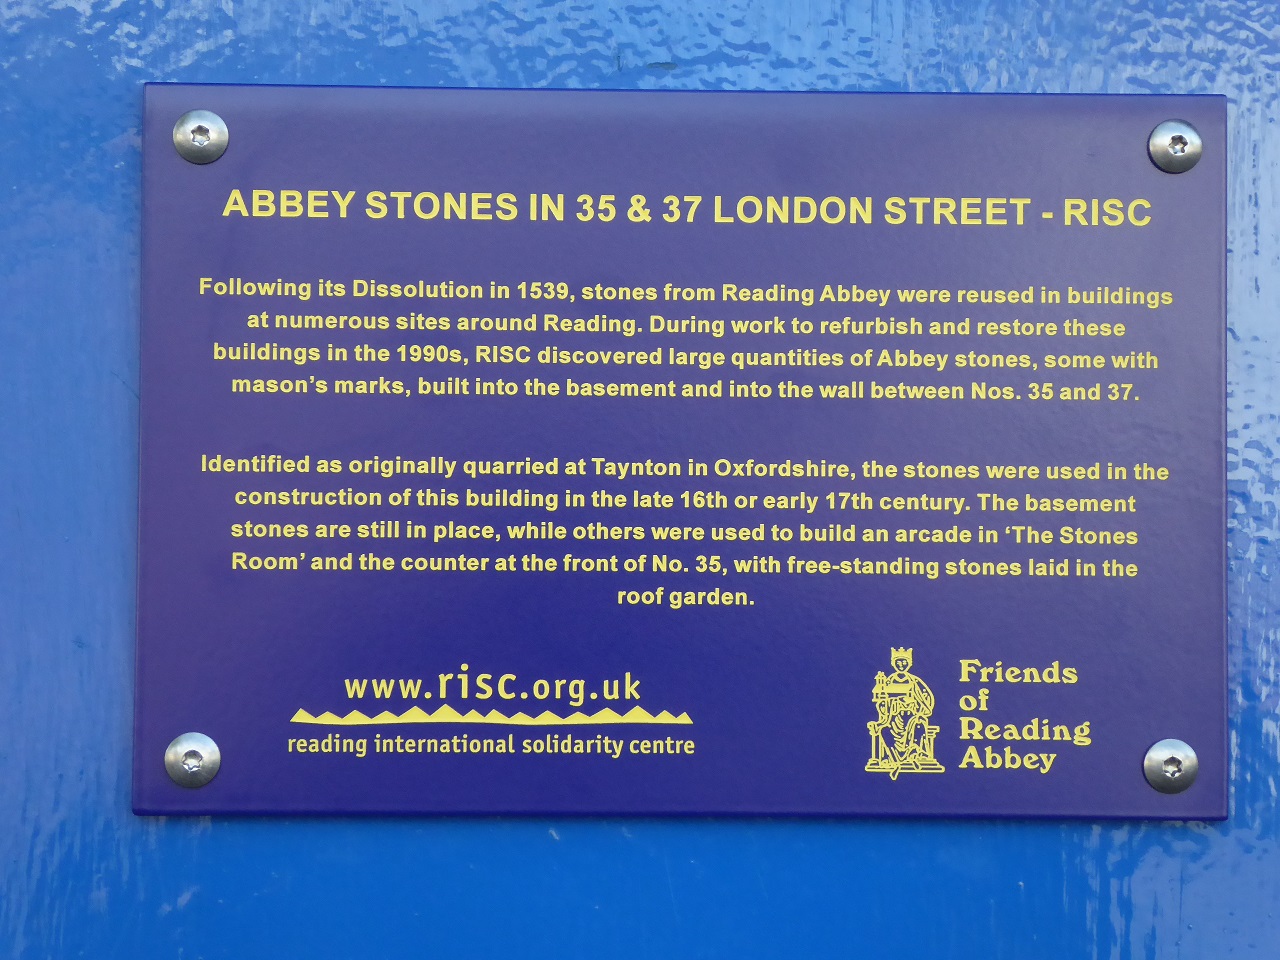 ABBEY STONES IN 35 & 37 LONDON STREET - RISC
Following its Dissolution in 1539, stones from Reading Abbey were reused in buildings
at numerous sites around Reading. During work to refurbish and restore these
buildings in the 1990s, RISC discovered large quantities of Abbey stones, some with
mason’s marks, built into the basement and into the wall between Nos. 35 and 37.
Identified as originally quarried at Taynton in Oxfordshire, the stones were used in the
construction of this building in the late 16th or early 17th century. The basement
stones are still in place, while others were used to build an arcade in ‘The Stones
Room’ and the counter at the front of No. 35, with free-standing stones laid in the
roof garden.
www.risc.org.uk
reading international solidarity centre
Friends
of
Reading
Abbey